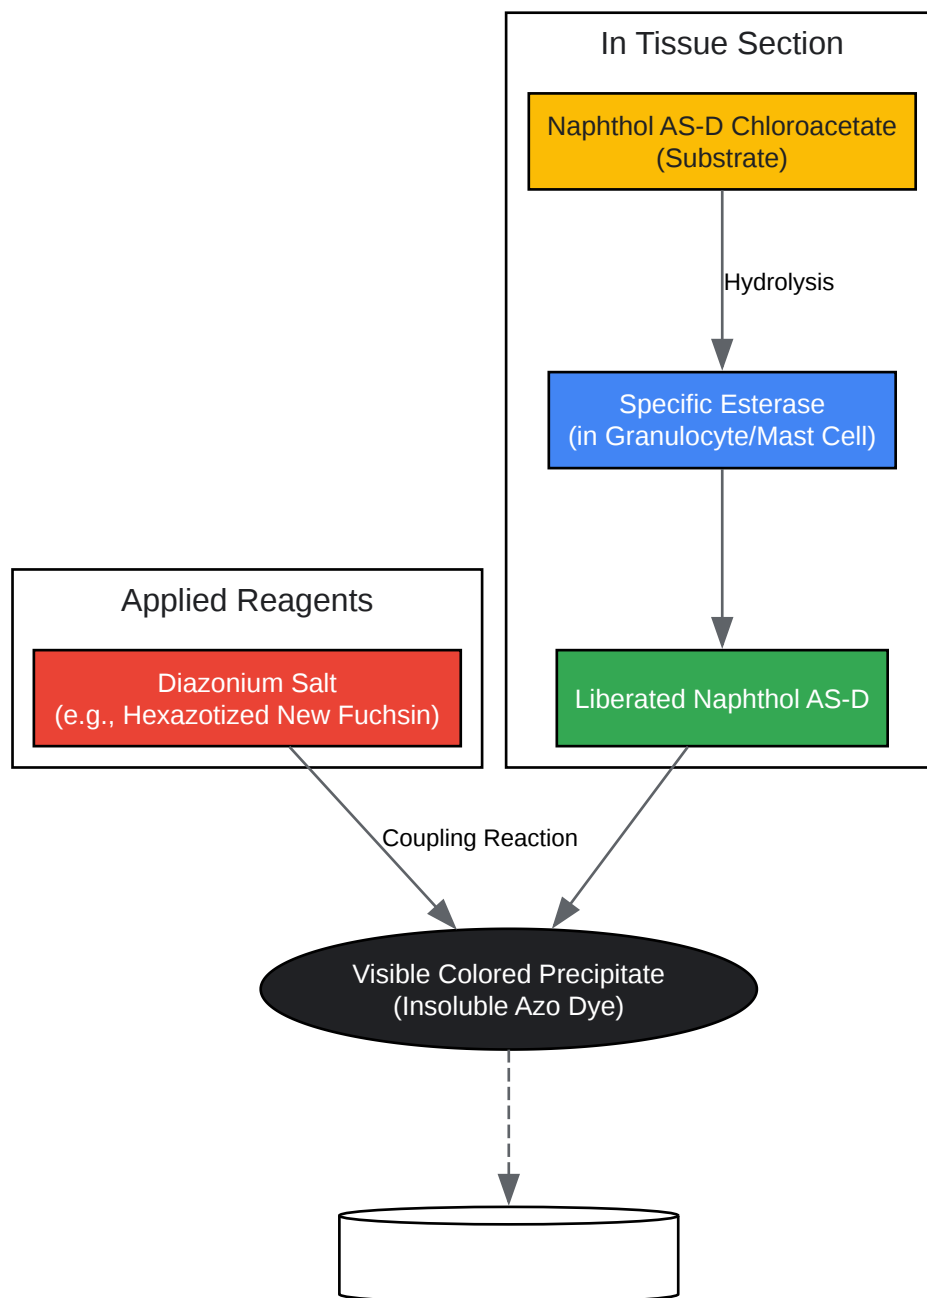 In Tissue Section
Naphthol AS-D Chloroacetate
(Substrate)
Hydrolysis
Specific Esterase
(in Granulocyte/Mast Cell)
Applied Reagents
Diazonium Salt
(e.g., Hexazotized New Fuchsin)
Liberated Naphthol AS-D
Coupling Reaction
Visible Colored Precipitate
(Insoluble Azo Dye)